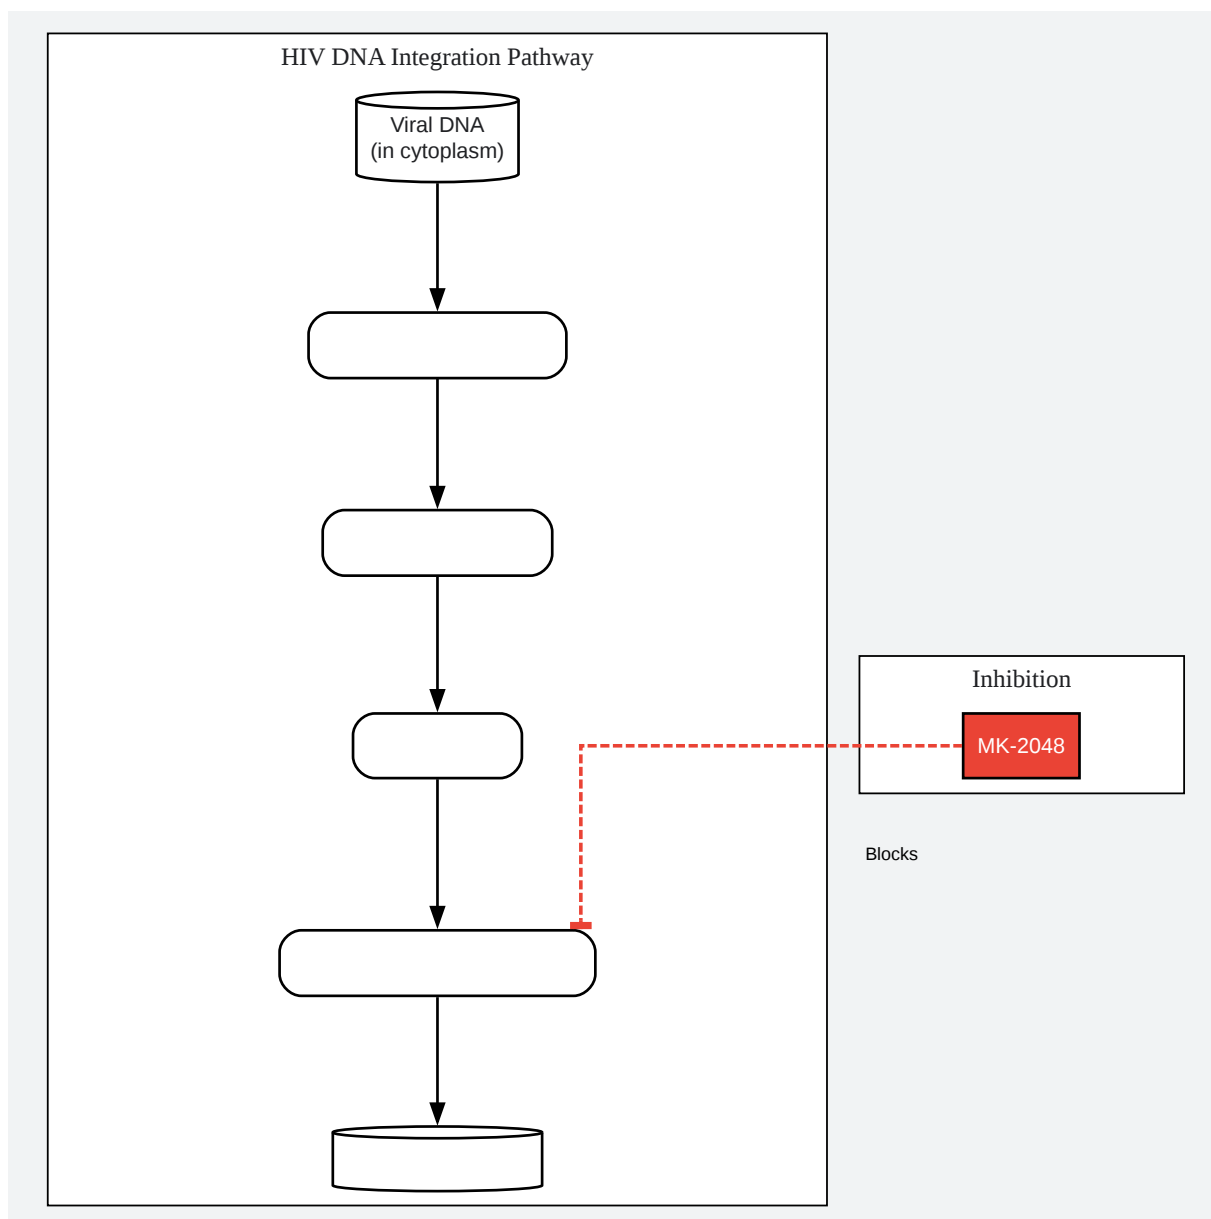 HIV DNA Integration Pathway
Viral DNA
(in cytoplasm)
Inhibition
MK-2048
Blocks